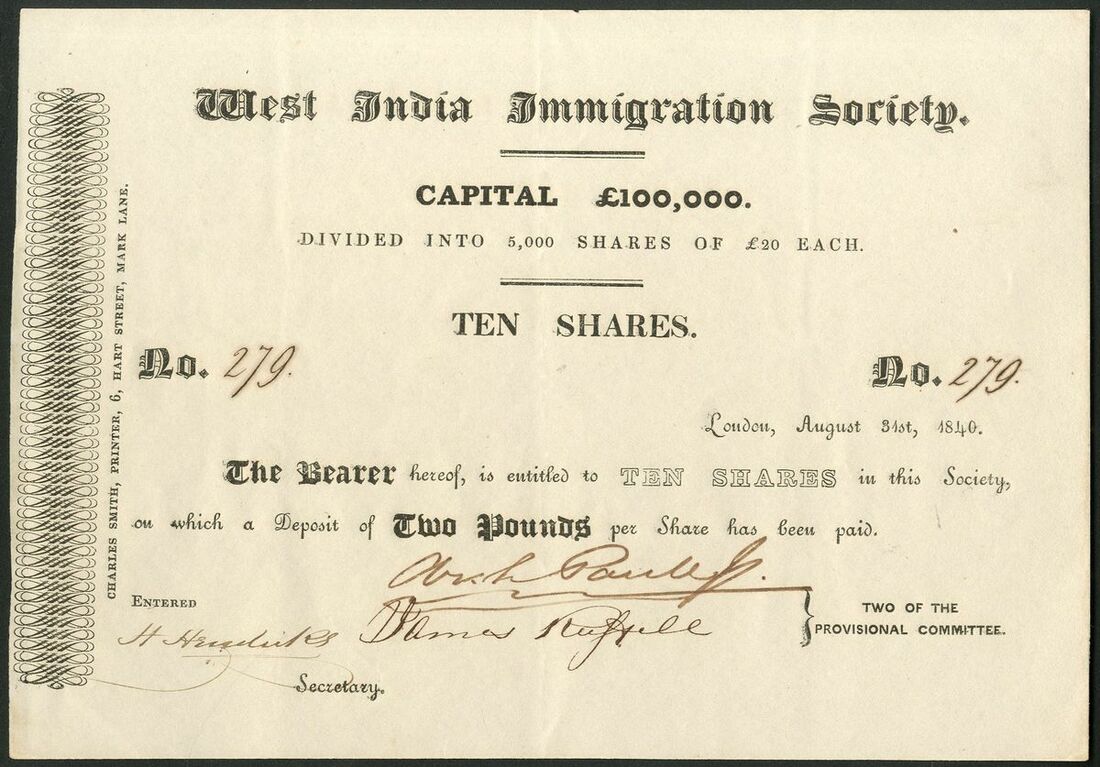 West India Immigration Society.
CAPITAL £100,000.
DIVIDED INTO 5,000 SHARES OF £20 EACH.
TEN SHARES.
No. 279. No. 279.
London, August 31st, 1840.
The Bearer hereof, is entitled to TEN SHARES in this Society,
on which a Deposit of Two Pounds per Share has been paid.
ENTERED
H Hendricks
James Russell
TWO OF THE
PROVISIONAL COMMITTEE.
Secretary.
CHARLES SMITH, PRINTER, 6, HART STREET, MARK LANE.